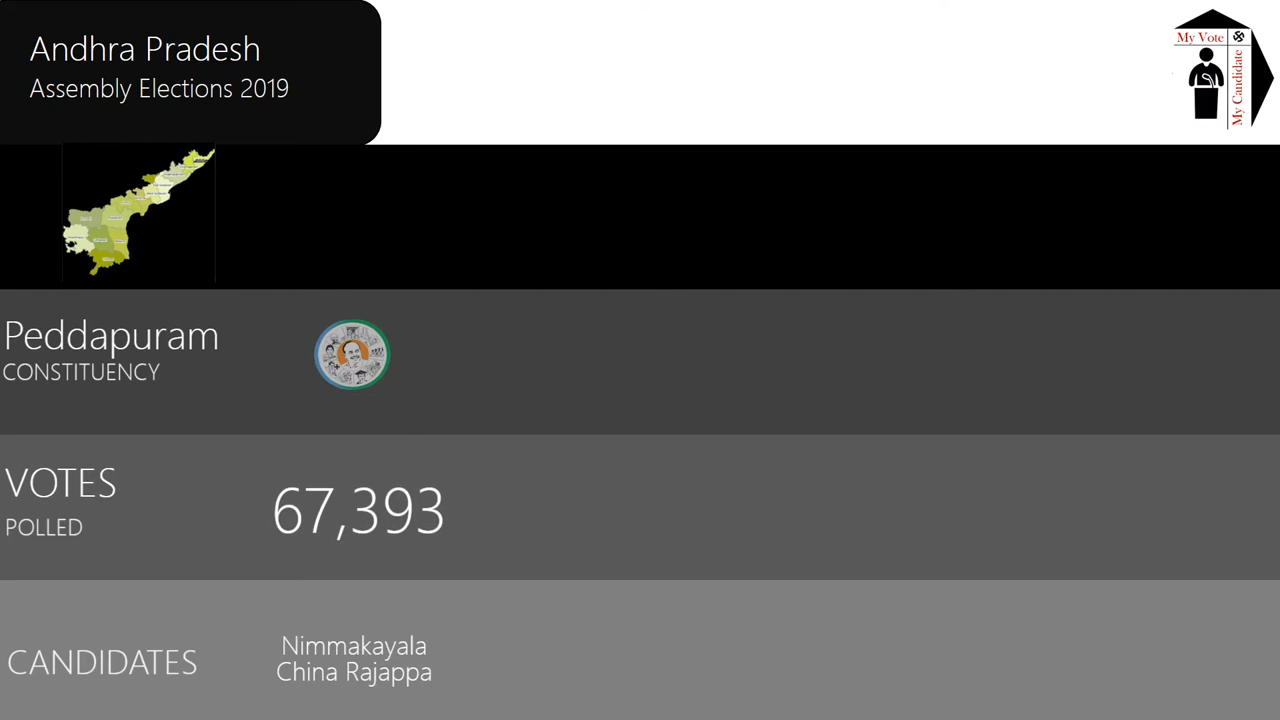 Andhra Pradesh
Assembly Elections 2019
My Vote
My Candidate
Peddapuram
CONSTITUENCY
VOTES
POLLED
67,393
CANDIDATES
Nimmakayala
China Rajappa